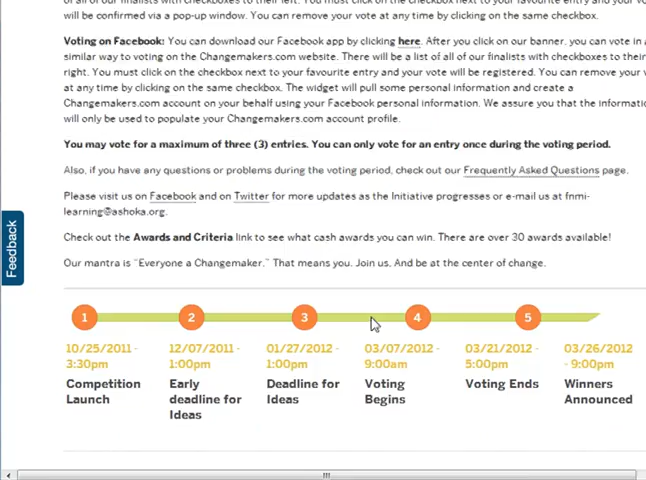 of all of our finalists with checkboxes to their left. You must click on the checkbox next to your favourite entry and your vote
will be confirmed via a pop-up window. You can remove your vote at any time by clicking on the same checkbox.
Voting on Facebook: You can download our Facebook app by clicking here. After you click on our banner, you can vote in a
similar way to voting on the Changemakers.com website. There will be a list of all of our finalists with checkboxes to their
right. You must click on the checkbox next to your favourite entry and your vote will be registered. You can remove your v
at any time by clicking on the same checkbox. The widget will pull some personal information and create a
Changemakers.com account on your behalf using your Facebook personal information. We assure you that the informati
will only be used to populate your Changemakers.com account profile.
You may vote for a maximum of three (3) entries. You can only vote for an entry once during the voting period.
Also, if you have any questions or problems during the voting period, check out our Frequently Asked Questions page.
Please visit us on Facebook and on Twitter for more updates as the Initiative progresses or e-mail us at fnmi-
learning@ashoka.org.
Check out the Awards and Criteria link to see what cash awards you can win. There are over 30 awards available!
Our mantra is "Everyone a Changemaker." That means you. Join us. And be at the center of change.
Feedback
1 2 3 4 5
10/25/2011 - 12/07/2011 - 01/27/2012 - 03/07/2012 - 03/21/2012 - 03/26/2012
3:30pm 1:00pm 1:00pm 9:00am 5:00pm - 9:00pm
Competition Early Deadline for Voting Voting Ends Winners
Launch deadline for Ideas Begins Announced
Ideas